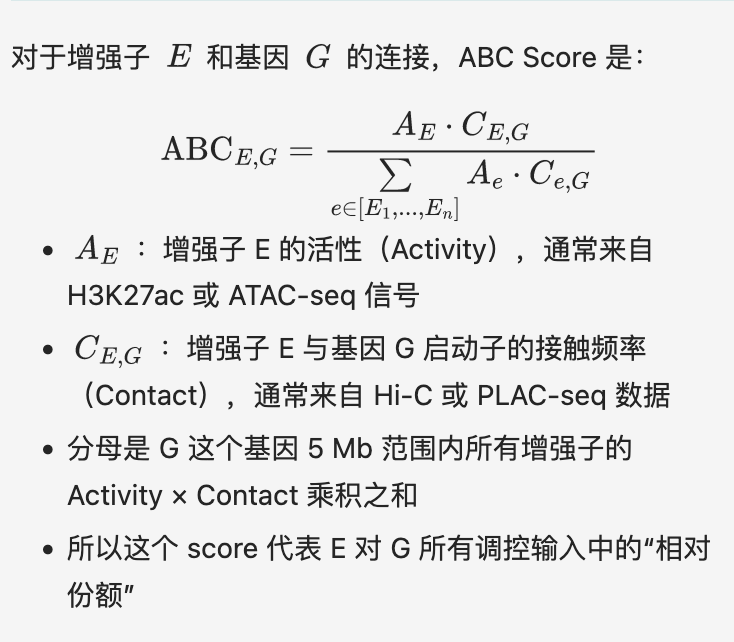 对于增强子 E 和基因 G 的连接，ABC Score 是：
ABC_{E,G} = \frac{A_E \cdot C_{E,G}}{\sum_{e \in [E_1,...,E_n]} A_e \cdot C_{e,G}}
• A_E ：增强子 E 的活性（Activity），通常来自
H3K27ac 或 ATAC-seq 信号
• C_{E,G} ：增强子 E 与基因 G 启动子的接触频率
（Contact），通常来自 Hi-C 或 PLAC-seq 数据
• 分母是 G 这个基因 5 Mb 范围内所有增强子的
Activity × Contact 乘积之和
• 所以这个 score 代表 E 对 G 所有调控输入中的“相对
份额”